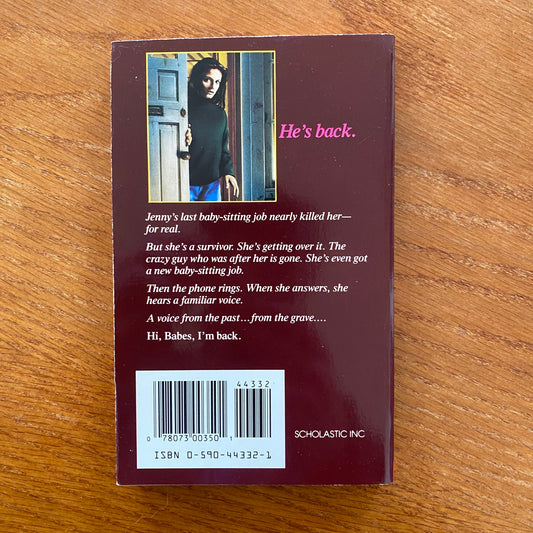 He's back.
Jenny's last baby-sitting job nearly killed her—
for real.
But she's a survivor. She's getting over it. The
crazy guy who was after her is gone. She's even got
a new baby-sitting job.
Then the phone rings. When she answers, she
hears a familiar voice.
A voice from the past...from the grave....
Hi, Babes, I'm back.
44332
0 78073 00350 1
ISBN 0-590-44332-1
SCHOLASTIC INC